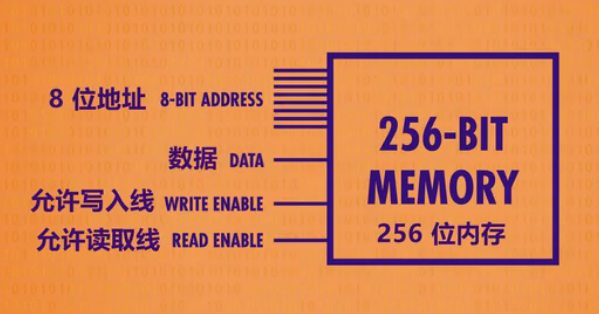 8 位地址 8-BIT ADDRESS
数据 DATA
允许写入线 WRITE ENABLE
允许读取线 READ ENABLE
256-BIT
MEMORY
256 位内存